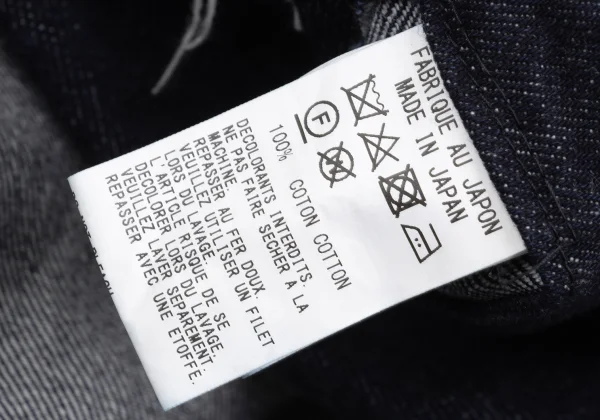 FABRIQUE AU JAPON
MADE IN JAPAN
F
100% COTON COTTON
DECOLORANTS INTERDITS.
NE PAS FAIRE SECHER A LA
MACHINE.
REPASSER AU FER DOUX.
VEUILLEZ UTILISER UN FILET
LORS DU LAVAGE.
L'ARTICLE RISQUE DE SE
DECOLORER LORS DU LAVAGE.
VEUILLEZ LAVER SEPAREMENT.
REPASSER AVEC UNE ETOFFE.